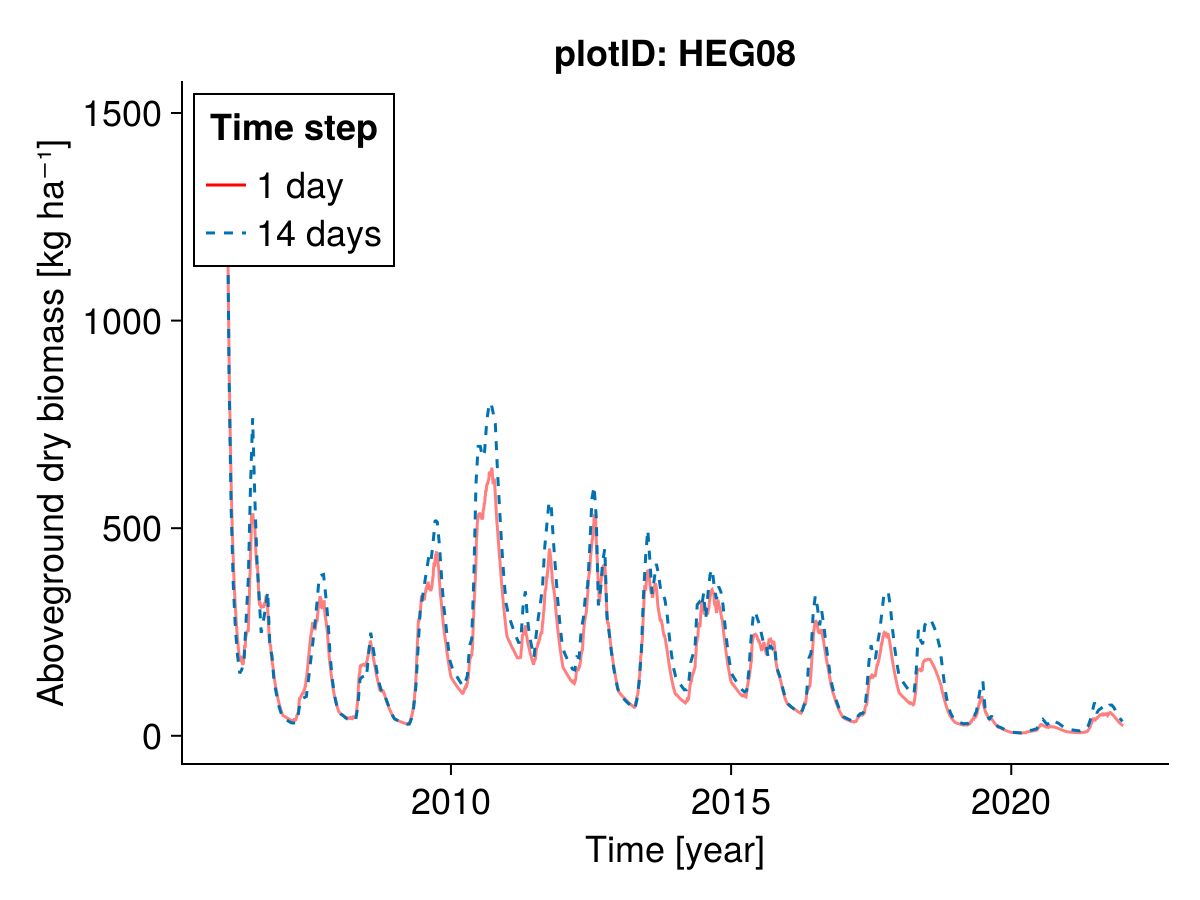 plotID: HEG08
Time step
1 day
14 days
Aboveground dry biomass [kg ha⁻¹]
1500
1000
500
0
2010
2015
2020
Time [year]